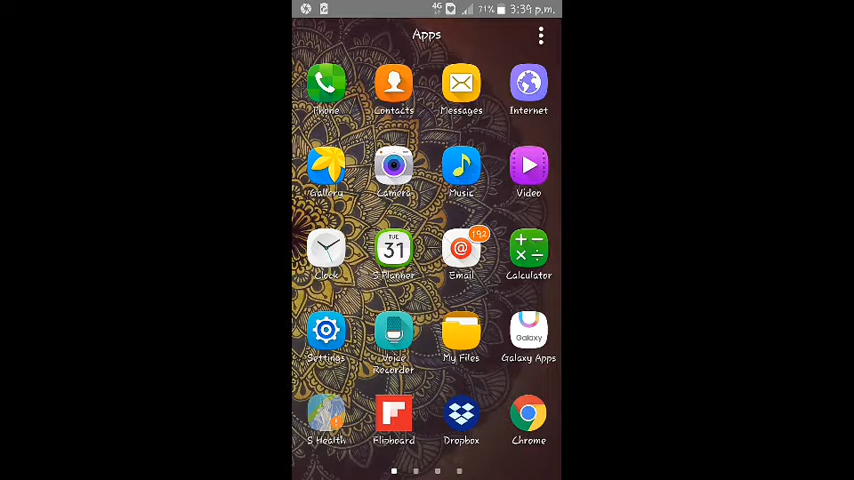 4G 71% 3:39 p.m.
Apps
Phone Contacts Messages Internet
Gallery Camera Music Video
TUE
31
192
Clock S Planner Email Calculator
Galaxy
Settings Voice Recorder My Files Galaxy Apps
S Health Flipboard Dropbox Chrome